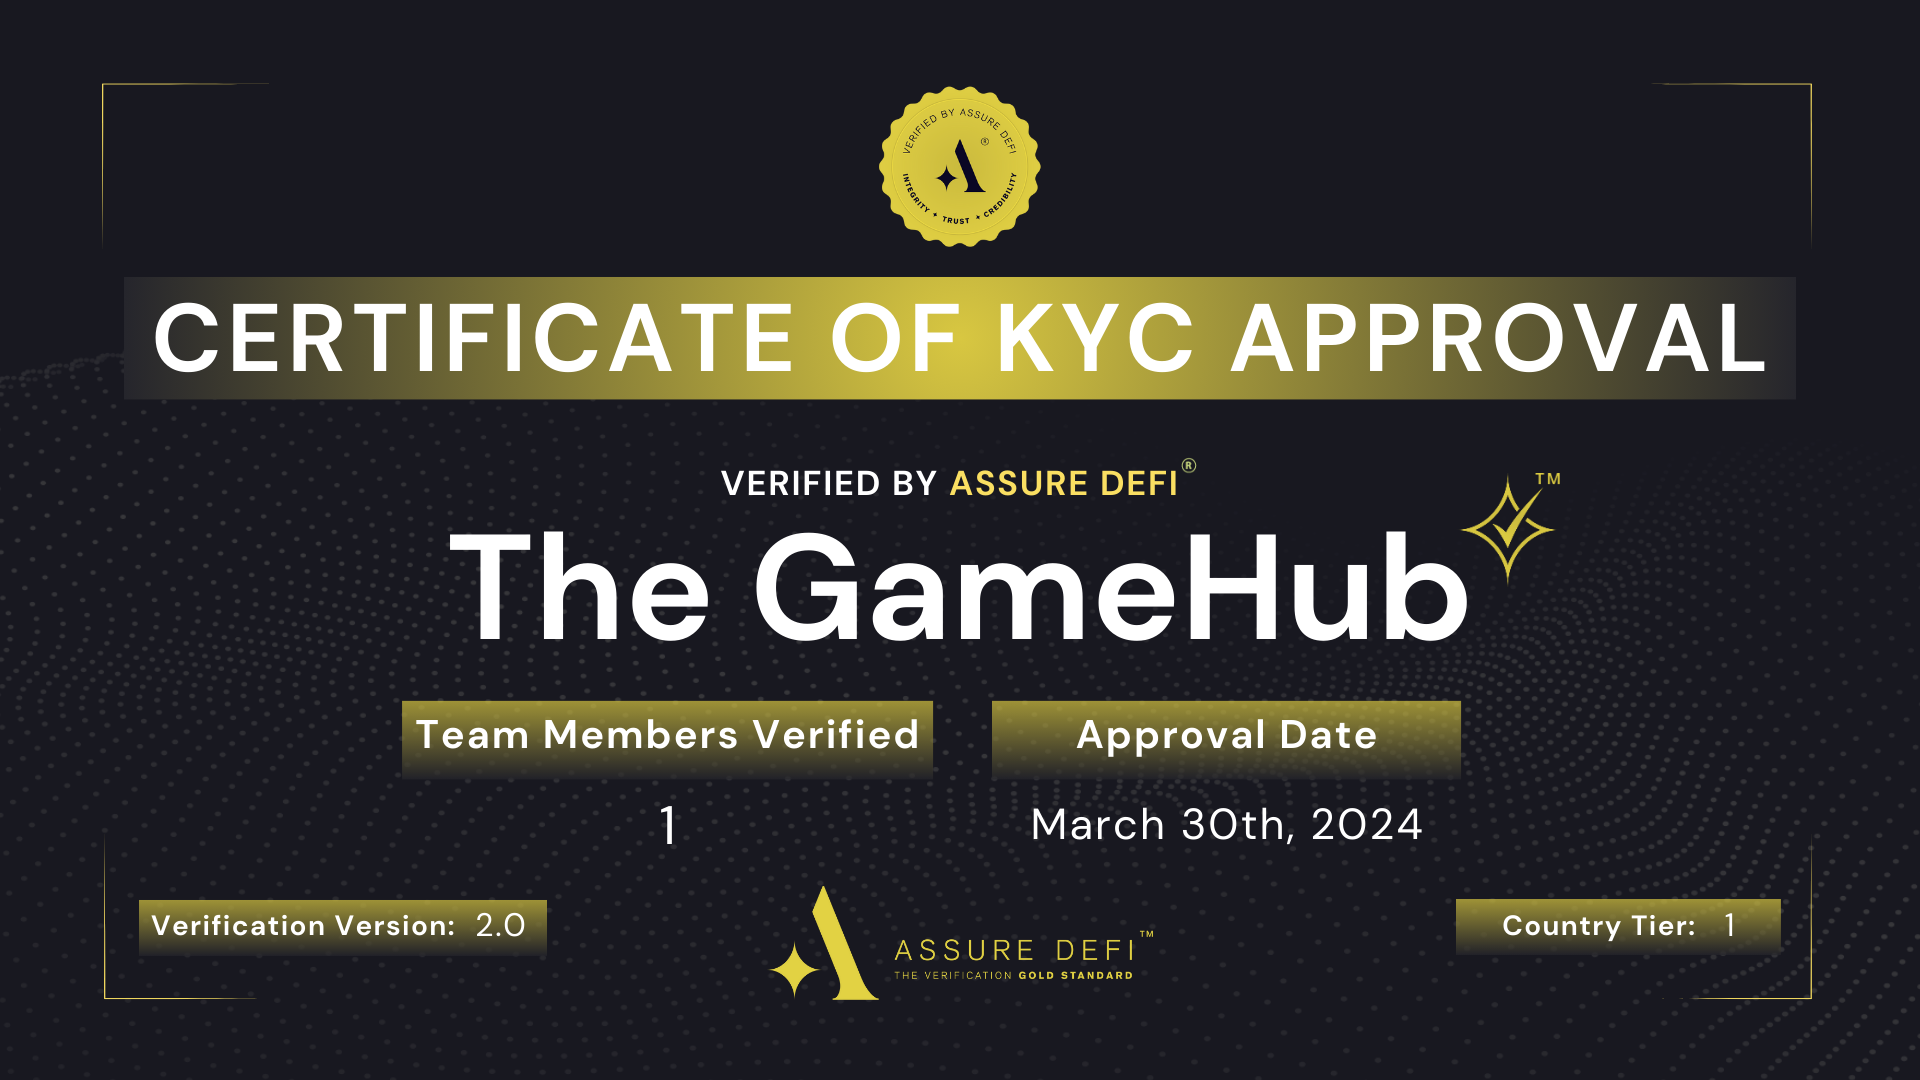 VERIFIED BY ASSURE DEFI
A®
INTEGRITY ✦ TRUST ✦ CREDIBILITY
CERTIFICATE OF KYC APPROVAL
VERIFIED BY ASSURE DEFI®
The GameHub™
Team Members Verified
1
Approval Date
March 30th, 2024
Verification Version: 2.0
ASSURE DEFI™
THE VERIFICATION GOLD STANDARD
Country Tier: 1